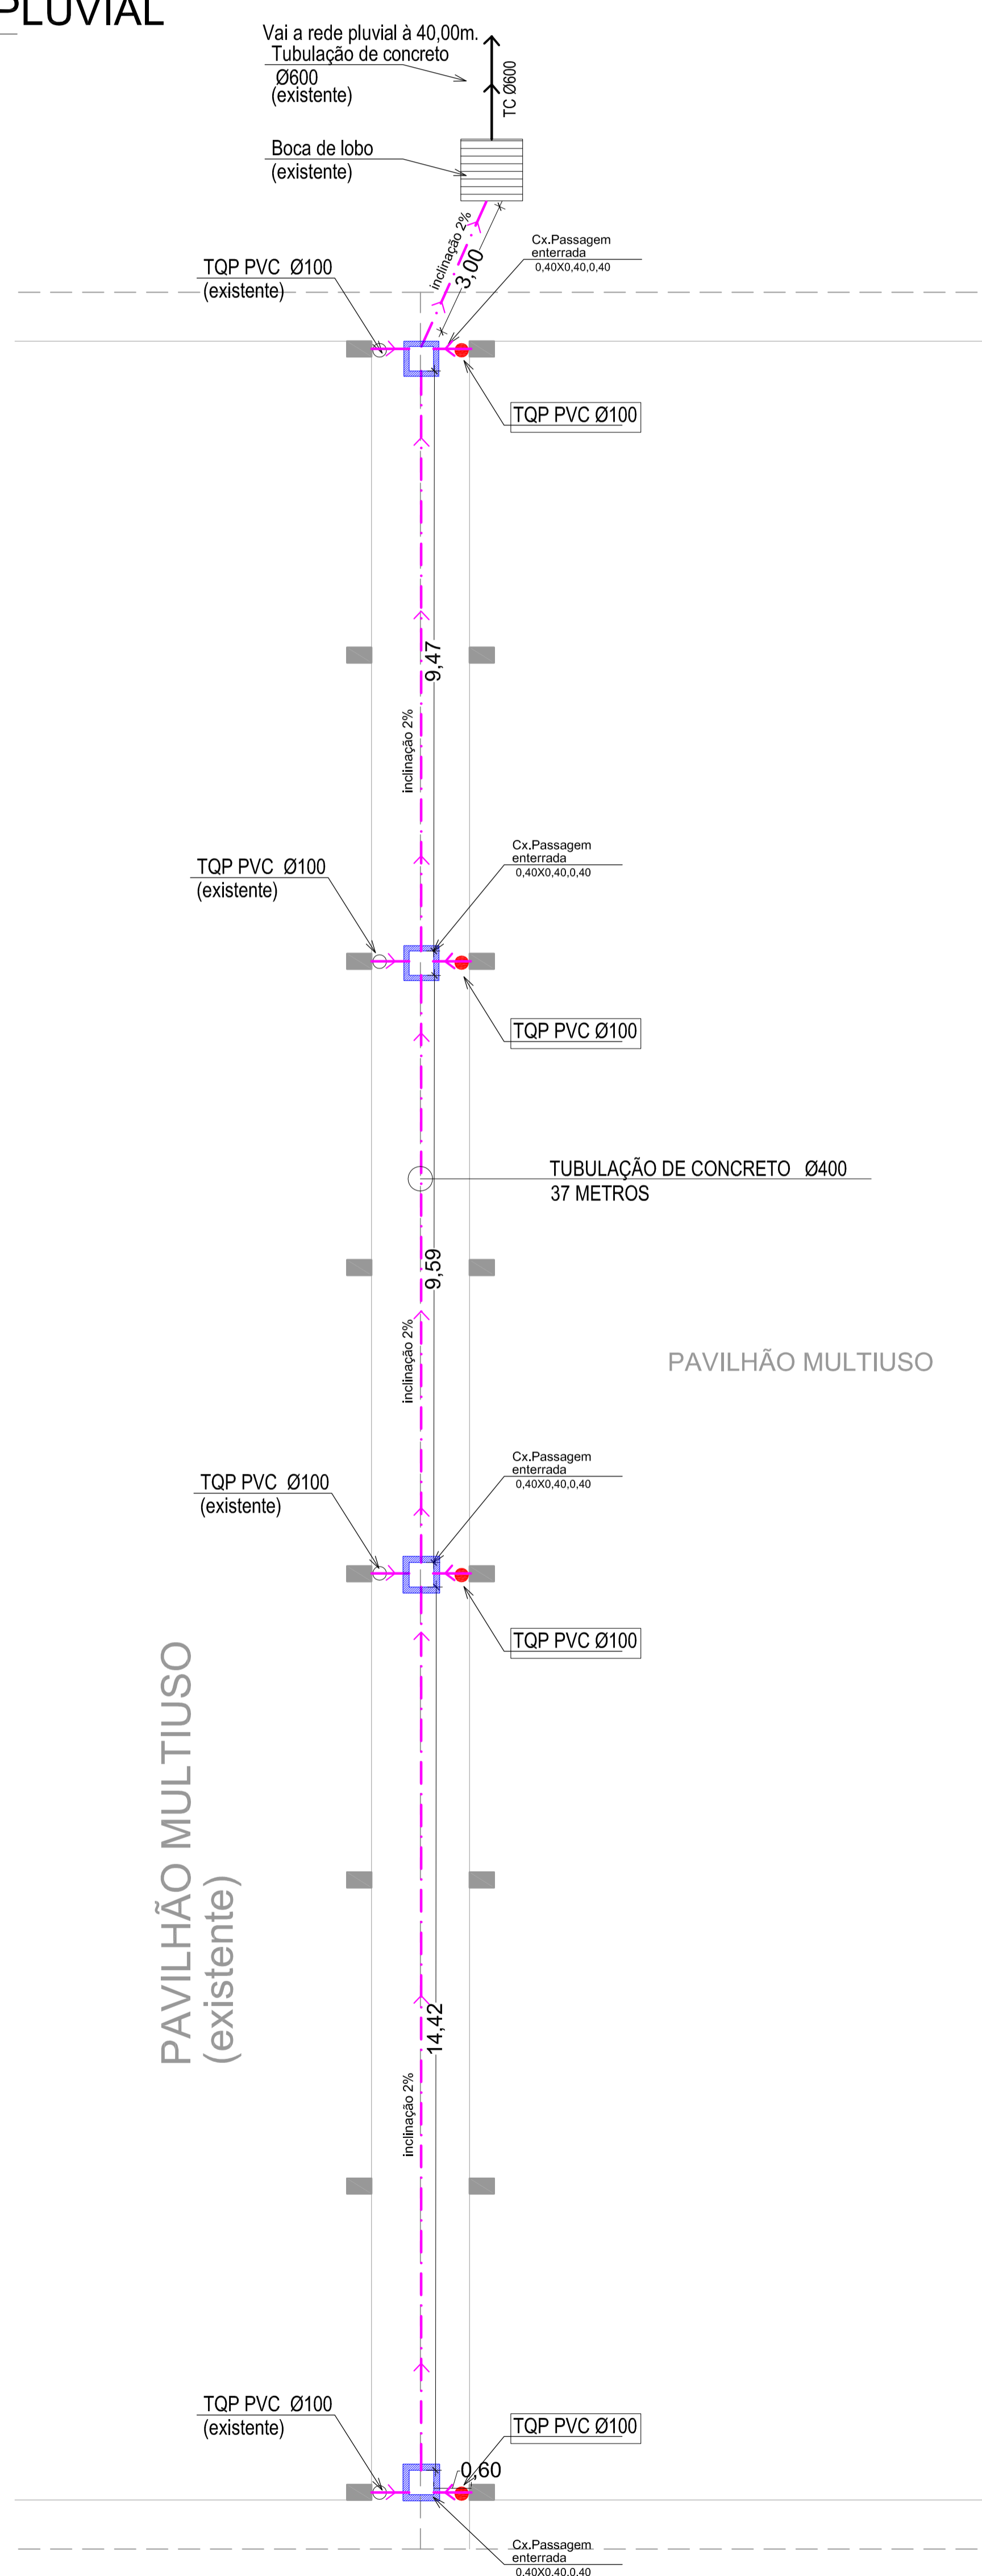 PLUVIAL
Vai a rede pluvial à 40,00m.
Tubulação de concreto
Ø600
(existente)
TC Ø600
Boca de lobo
(existente)
inclinação 2%
3,00
Cx.Passagem
enterrada
0,40X0,40,0,40
TQP PVC Ø100
(existente)
TQP PVC Ø100
9,47
inclinação 2%
Cx.Passagem
enterrada
0,40X0,40,0,40
TQP PVC Ø100
(existente)
TQP PVC Ø100
TUBULAÇÃO DE CONCRETO Ø400
37 METROS
9,59
inclinação 2%
PAVILHÃO MULTIUSO
Cx.Passagem
enterrada
0,40X0,40,0,40
TQP PVC Ø100
(existente)
TQP PVC Ø100
PAVILHÃO MULTIUSO
(existente)
14,42
inclinação 2%
TQP PVC Ø100
(existente)
TQP PVC Ø100
0,60
Cx.Passagem
enterrada
0,40X0,40,0,40